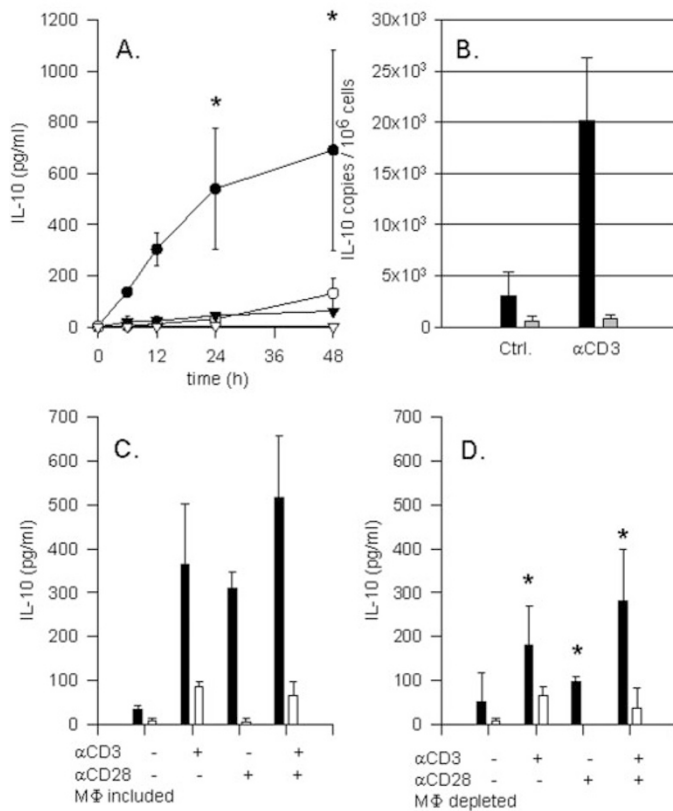 A.
IL-10 (pg/ml)
1200
1000
800
600
400
200
0
*
*
0
12
24
36
48
time (h)
B.
IL-10 copies / 10⁶ cells
30x10³
25x10³
20x10³
15x10³
10x10³
5x10³
0
Ctrl.
αCD3
C.
IL-10 (pg/ml)
700
600
500
400
300
200
100
0
αCD3 - + - +
αCD28 - - + +
MΦ included
D.
IL-10 (pg/ml)
700
600
500
400
300
200
100
0
*
*
*
αCD3 - + - +
αCD28 - - + +
MΦ depleted